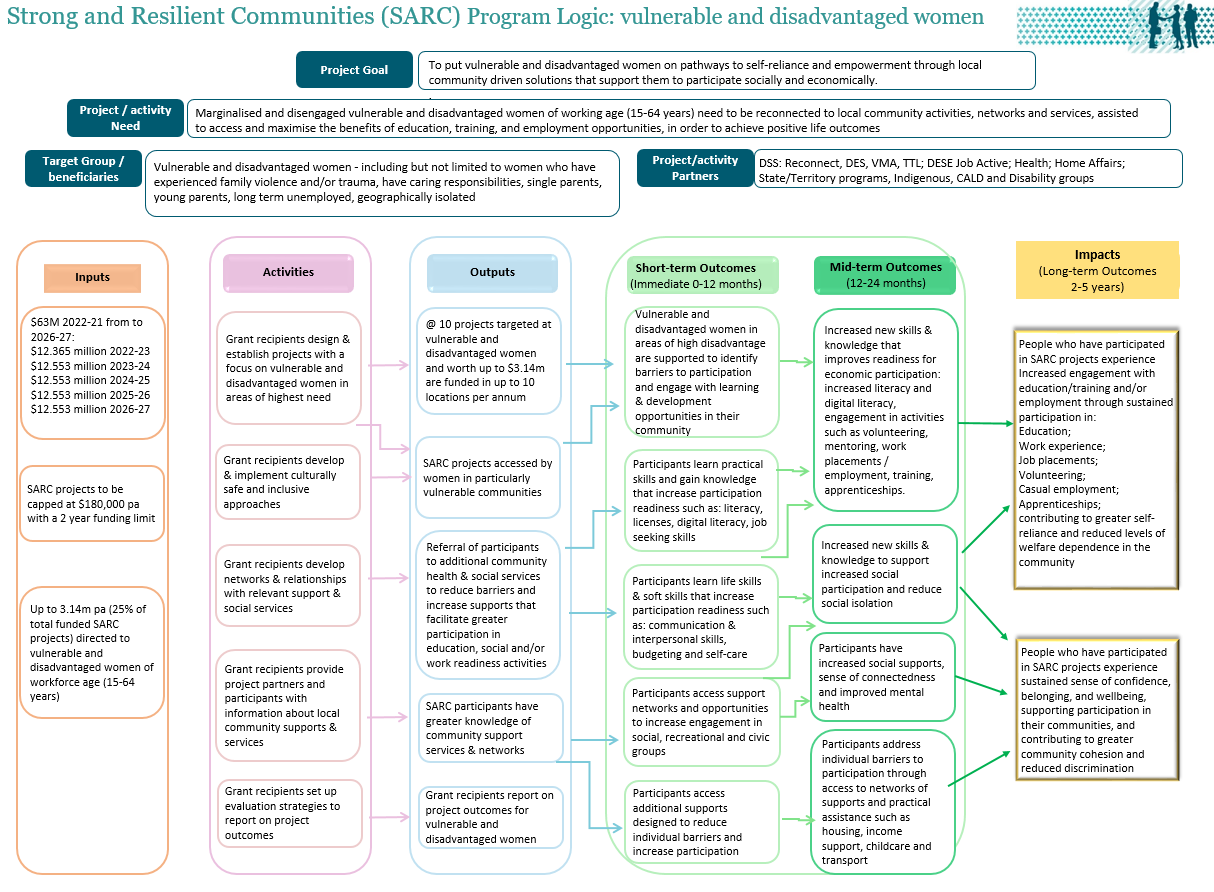 Strong and Resilient Communities (SARC) Program Logic: vulnerable and disadvantaged women
Project Goal
To put vulnerable and disadvantaged women on pathways to self-reliance and empowerment through local
community driven solutions that support them to participate socially and economically.
Project / activity
Need
Marginalised and disengaged vulnerable and disadvantaged women of working age (15-64 years) need to be reconnected to local community activities, networks and services, assisted
to access and maximise the benefits of education, training, and employment opportunities, in order to achieve positive life outcomes
Target Group /
beneficiaries
Vulnerable and disadvantaged women - including but not limited to women who have
experienced family violence and/or trauma, have caring responsibilities, single parents,
young parents, long term unemployed, geographically isolated
Project/activity
Partners
DSS: Reconnect, DES, VMA, TTL; DESE Job Active; Health; Home Affairs;
State/Territory programs, Indigenous, CALD and Disability groups
Inputs
$63M 2022-21 from to
2026-27:
$12.365 million 2022-23
$12.553 million 2023-24
$12.553 million 2024-25
$12.553 million 2025-26
$12.553 million 2026-27
SARC projects to be
capped at $180,000 pa
with a 2 year funding limit
Up to 3.14m pa (25% of
total funded SARC
projects) directed to
vulnerable and
disadvantaged women of
workforce age (15-64
years)
Activities
Grant recipients design &
establish projects with a
focus on vulnerable and
disadvantaged women in
areas of highest need
Grant recipients develop
& implement culturally
safe and inclusive
approaches
Grant recipients develop
networks & relationships
with relevant support &
social services
Grant recipients provide
project partners and
participants with
information about local
community supports &
services
Grant recipients set up
evaluation strategies to
report on project
outcomes
Outputs
@ 10 projects targeted at
vulnerable and
disadvantaged women
and worth up to $3.14m
are funded in up to 10
locations per annum
SARC projects accessed by
women in particularly
vulnerable communities
Referral of participants
to additional community
health & social services
to reduce barriers and
increase supports that
facilitate greater
participation in
education, social and/or
work readiness activities
SARC participants have
greater knowledge of
community support
services & networks
Grant recipients report on
project outcomes for
vulnerable and
disadvantaged women
Short-term Outcomes
(Immediate 0-12 months)
Vulnerable and
disadvantaged women in
areas of high disadvantage
are supported to identify
barriers to participation
and engage with learning
& development
opportunities in their
community
Participants learn practical
skills and gain knowledge
that increase participation
readiness such as: literacy,
licenses, digital literacy, job
seeking skills
Participants learn life skills
& soft skills that increase
participation readiness such
as: communication &
interpersonal skills,
budgeting and self-care
Participants access support
networks and opportunities
to increase engagement in
social, recreational and civic
groups
Participants access
additional supports
designed to reduce
individual barriers and
increase participation
Mid-term Outcomes
(12-24 months)
Increased new skills &
knowledge that
improves readiness for
economic participation:
increased literacy and
digital literacy,
engagement in activities
such as volunteering,
mentoring, work
placements /
employment, training,
apprenticeships.
Increased new skills &
knowledge to support
increased social
participation and reduce
social isolation
Participants have
increased social supports,
sense of connectedness
and improved mental
health
Participants address
individual barriers to
participation through
access to networks of
supports and practical
assistance such as
housing, income
support, childcare and
transport
Impacts
(Long-term Outcomes
2-5 years)
People who have participated
in SARC projects experience
Increased engagement with
education/training and/or
employment through sustained
participation in:
Education;
Work experience;
Job placements;
Volunteering;
Casual employment;
Apprenticeships;
contributing to greater self-
reliance and reduced levels of
welfare dependence in the
community
People who have participated
in SARC projects experience
sustained sense of confidence,
belonging, and wellbeing,
supporting participation in
their communities, and
contributing to greater
community cohesion and
reduced discrimination